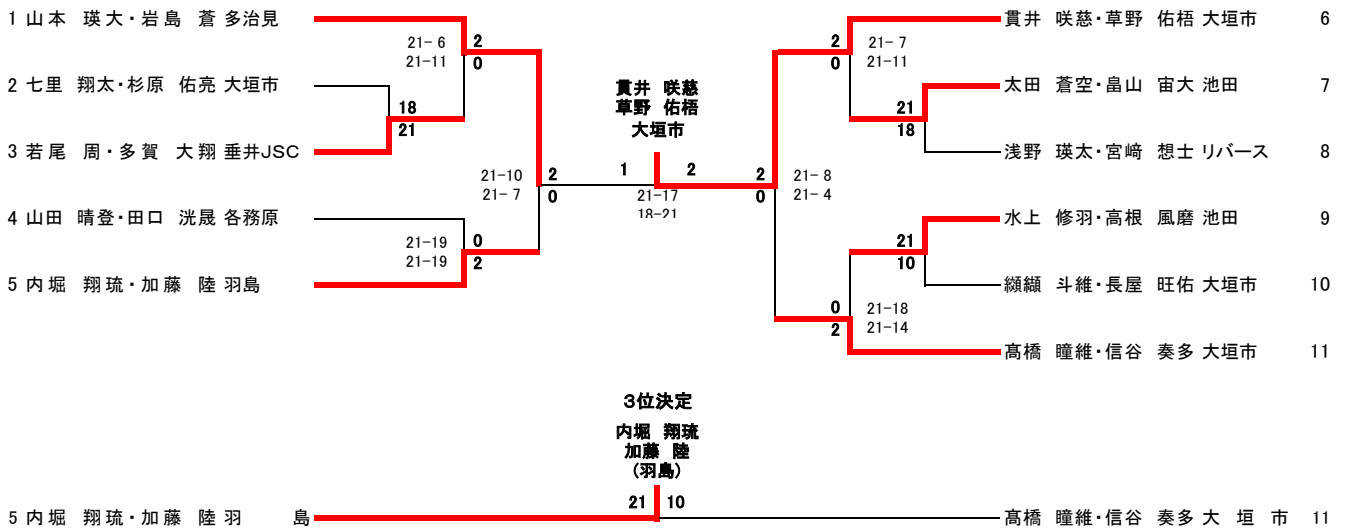 1 山本 瑛大・岩島 蒼 多治見
21- 6
21-11
2
0
2 七里 翔太・杉原 佑亮 大垣市
18
21
3 若尾 周・多賀 大翔 垂井JSC
21-10
21- 7
2
0
4 山田 晴登・田口 洸晟 各務原
21-19
21-19
0
2
5 内堀 翔琉・加藤 陸 羽島
貫井 咲慈
草野 佑梧
大垣市
1 2
21-17
18-21
貫井 咲慈・草野 佑梧 大垣市 6
2
0
21- 7
21-11
太田 蒼空・畠山 宙大 池田 7
21
18
浅野 瑛太・宮﨑 想士 リバース 8
2
0
21- 8
21- 4
水上 修羽・高根 風磨 池田 9
21
10
纐纈 斗維・長屋 旺佑 大垣市 10
0
2
21-18
21-14
髙橋 瞳維・信谷 奏多 大垣市 11
3位決定
内堀 翔琉
加藤 陸
(羽島)
21 10
5 内堀 翔琉・加藤 陸 羽 島
髙橋 瞳維・信谷 奏多 大 垣 市 11